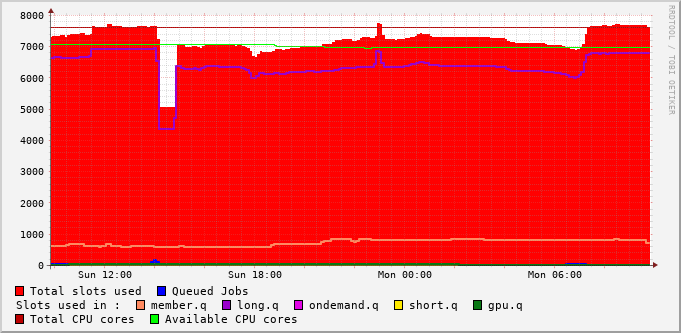 8000
7000
6000
5000
4000
3000
2000
1000
0
Sun 12:00 Sun 18:00 Mon 00:00 Mon 06:00
Total slots used Queued Jobs
Slots used in : member.q long.q ondemand.q short.q gpu.q
Total CPU cores Available CPU cores
RRDTOOL / TOBI OETIKER